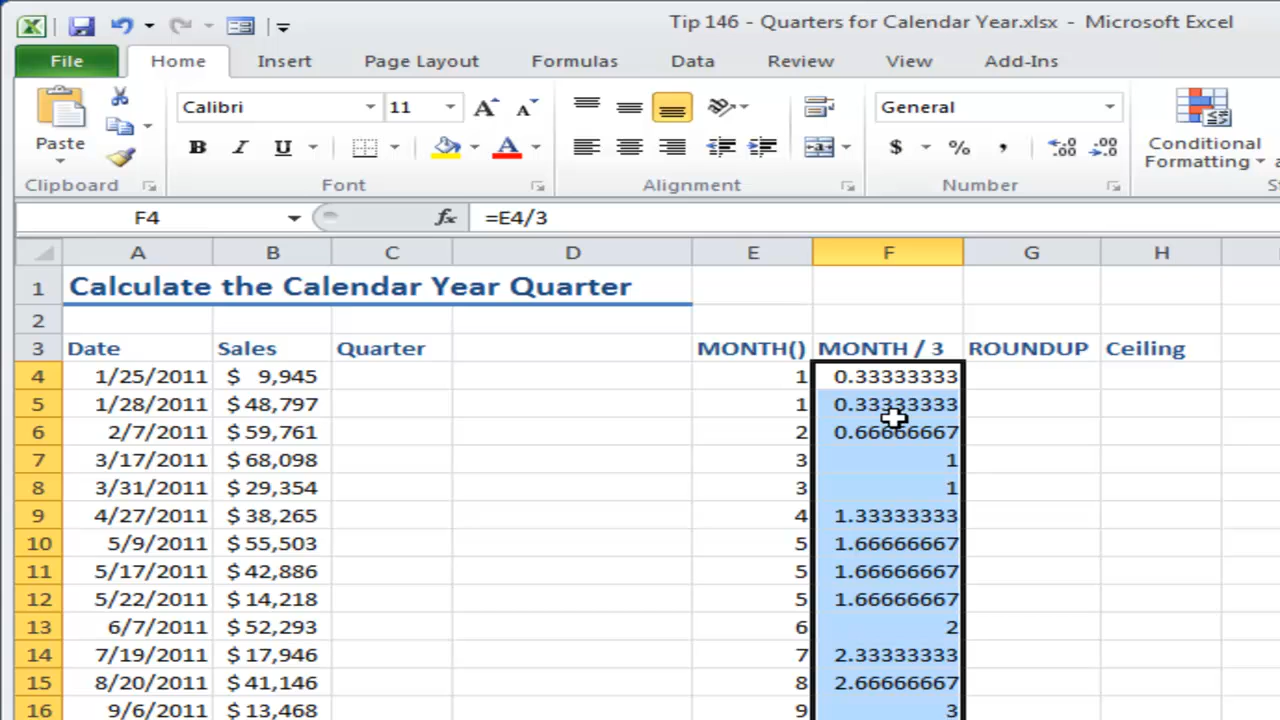 Tip 146 - Quarters for Calendar Year.xlsx - Microsoft Excel
File Home Insert Page Layout Formulas Data Review View Add-Ins
Calibri 11 General
Paste B I U $ % , Conditional
Formatting
Clipboard Font Alignment Number
F4 fx =E4/3
A B C D E F G H
1 Calculate the Calendar Year Quarter
2
3 Date Sales Quarter MONTH() MONTH / 3 ROUNDUP Ceiling
4 1/25/2011 $ 9,945 1 0.33333333
5 1/28/2011 $ 48,797 1 0.33333333
6 2/7/2011 $ 59,761 2 0.66666667
7 3/17/2011 $ 68,098 3 1
8 3/31/2011 $ 29,354 3 1
9 4/27/2011 $ 38,265 4 1.33333333
10 5/9/2011 $ 55,503 5 1.66666667
11 5/17/2011 $ 42,886 5 1.66666667
12 5/22/2011 $ 14,218 5 1.66666667
13 6/7/2011 $ 52,293 6 2
14 7/19/2011 $ 17,946 7 2.33333333
15 8/20/2011 $ 41,146 8 2.66666667
16 9/6/2011 $ 13,468 9 3